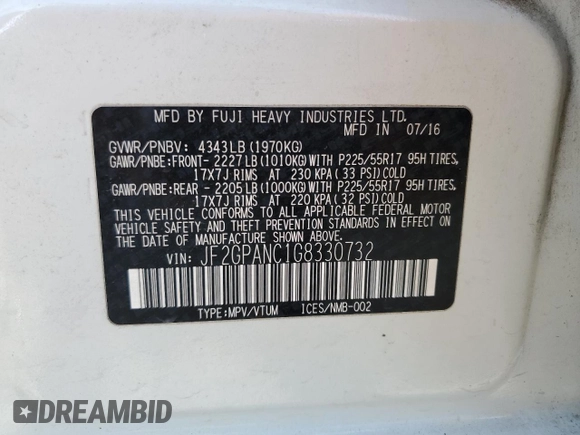 MFD BY FUJI HEAVY INDUSTRIES LTD.
MFD IN 07/16
GVWR/PNBV: 4343LB(1970KG)
GAWR/PNBE:FRONT- 2227LB(1010KG)WITH P225/55R17 95H TIRES,
17X7J RIMS AT 230 KPA(33 PSI)COLD
GAWR/PNBE:REAR - 2205LB(1000KG)WITH P225/55R17 95H TIRES,
17X7J RIMS AT 220 KPA(32 PSI)COLD
THIS VEHICLE CONFORMS TO ALL APPLICABLE FEDERAL MOTOR
VEHICLE SAFETY AND THEFT PREVENTION STANDARDS IN EFFECT
ON THE DATE OF MANUFACTURE SHOWN ABOVE.
VIN: JF2GPANC1G8330732
TYPE:MPV/VTUM ICES/NMB-002
DREAMBID